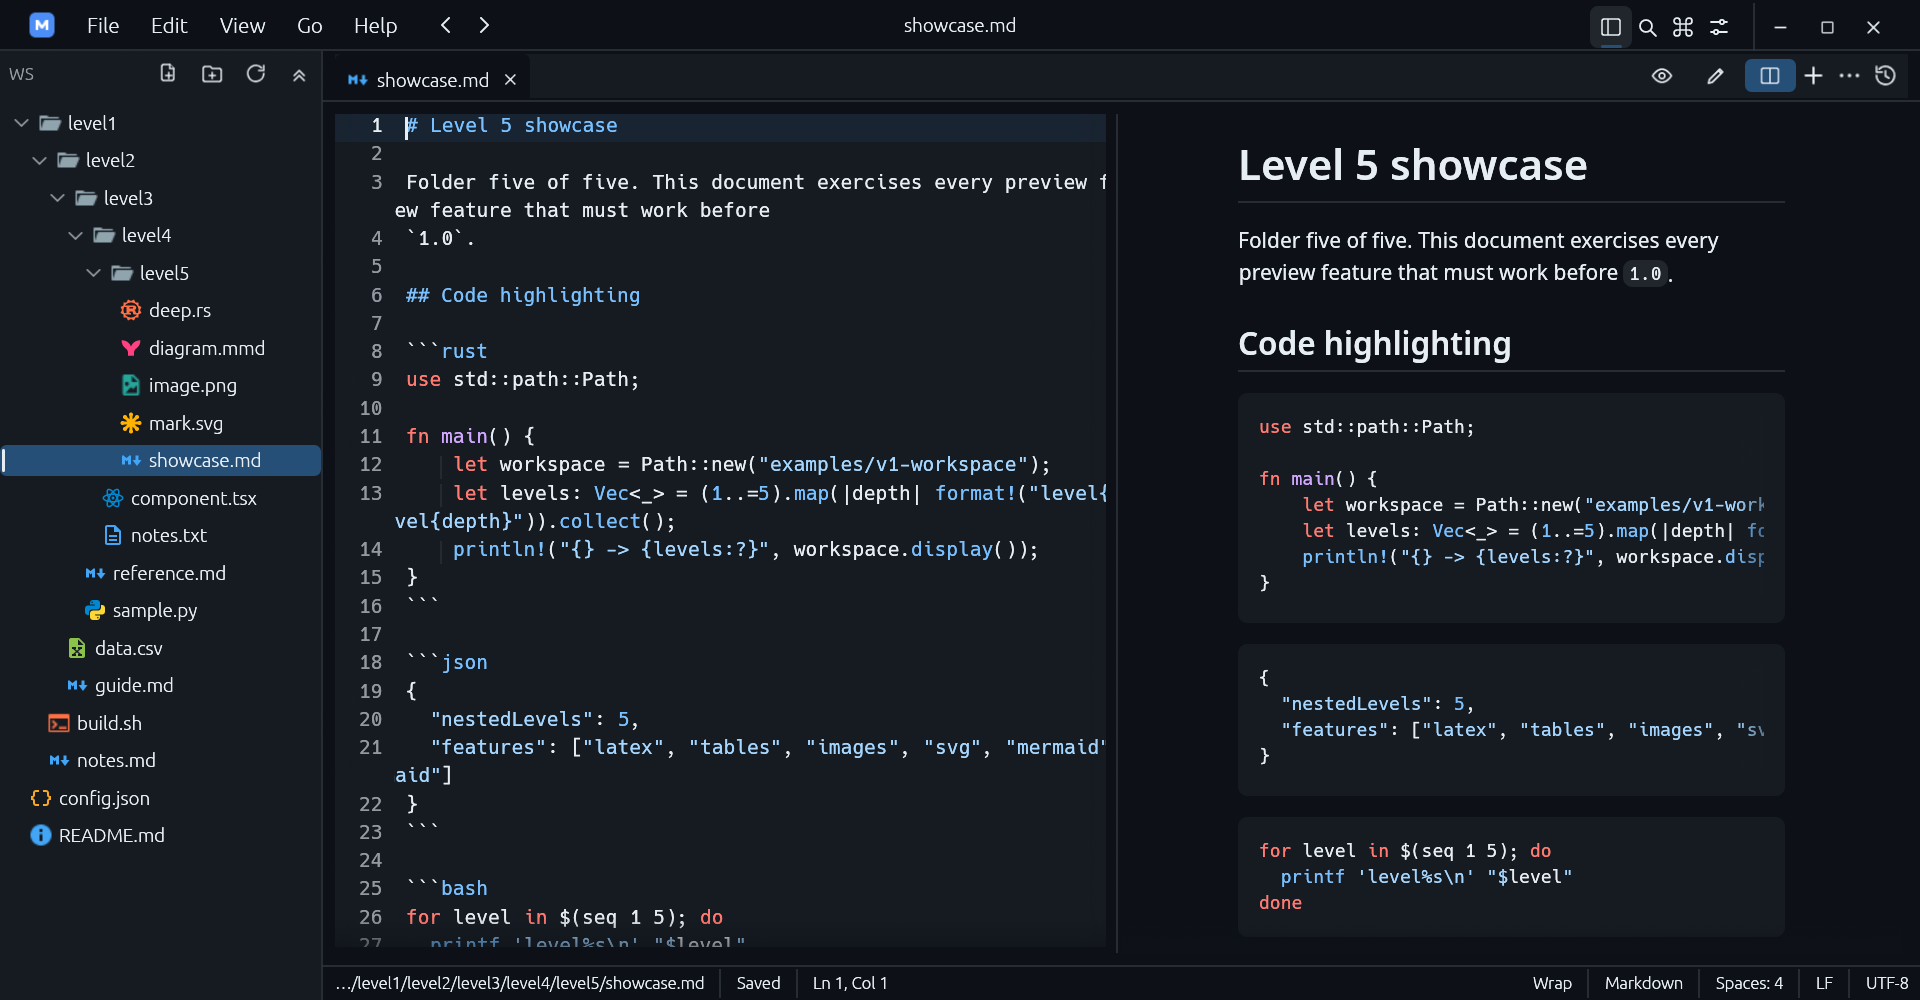 M File Edit View Go Help
showcase.md
WS
level1
level2
level3
level4
level5
deep.rs
diagram.mmd
image.png
mark.svg
showcase.md
component.tsx
notes.txt
reference.md
sample.py
data.csv
guide.md
build.sh
notes.md
config.json
README.md
showcase.md
1 # Level 5 showcase
2
3 Folder five of five. This document exercises every preview f
ew feature that must work before
4 `1.0`.
5
6 ## Code highlighting
7
8 ```rust
9 use std::path::Path;
10
11 fn main() {
12     let workspace = Path::new("examples/v1-workspace");
13     let levels: Vec<_> = (1..=5).map(|depth| format!("level{
vel{depth}")).collect();
14     println!("{} -> {levels:?}", workspace.display());
15 }
16 ```
17
18 ```json
19 {
20   "nestedLevels": 5,
21   "features": ["latex", "tables", "images", "svg", "mermaid"
aid"]
22 }
23 ```
24
25 ```bash
26 for level in $(seq 1 5); do
27   printf 'level%s\n' "$level"
Level 5 showcase
Folder five of five. This document exercises every
preview feature that must work before 1.0.
Code highlighting
use std::path::Path;
fn main() {
    let workspace = Path::new("examples/v1-work
    let levels: Vec<_> = (1..=5).map(|depth| fo
    println!("{} -> {levels:?}", workspace.disp
}
{
  "nestedLevels": 5,
  "features": ["latex", "tables", "images", "sv
}
for level in $(seq 1 5); do
  printf 'level%s\n' "$level"
done
…/level1/level2/level3/level4/level5/showcase.md Saved Ln 1, Col 1 Wrap Markdown Spaces: 4 LF UTF-8